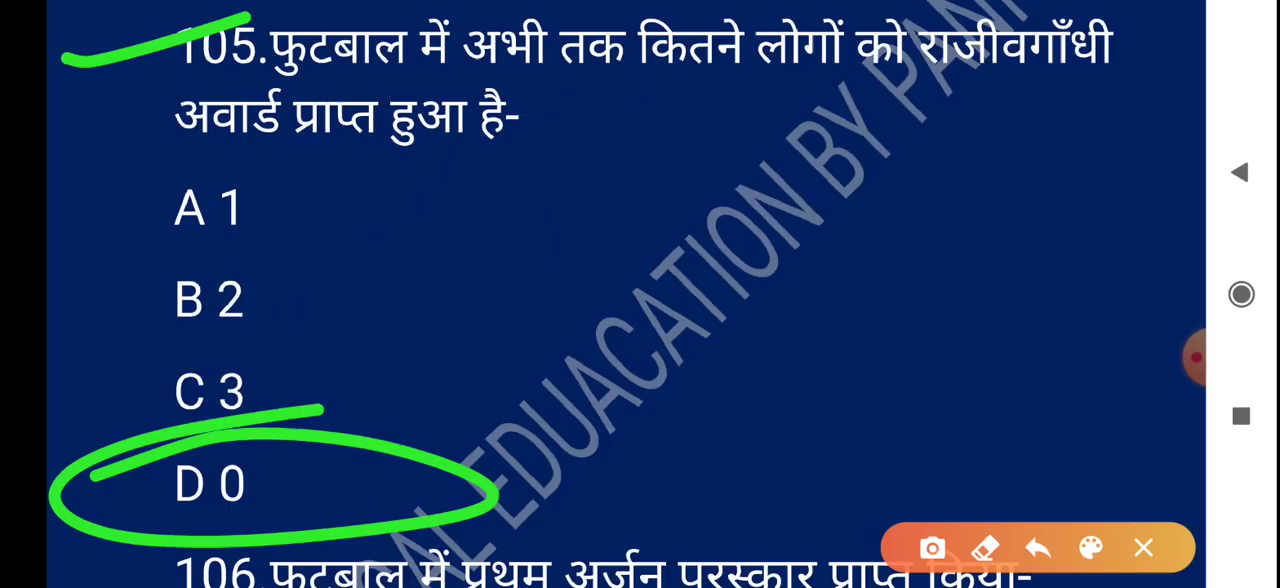 105.फुटबाल में अभी तक कितने लोगों को राजीवगाँधी
अवार्ड प्राप्त हुआ है-
A 1
B 2
C 3
D 0
106.फुटबाल में प्रथम अर्जुन पुरस्कार प्राप्त किया-
EDUACATION BY